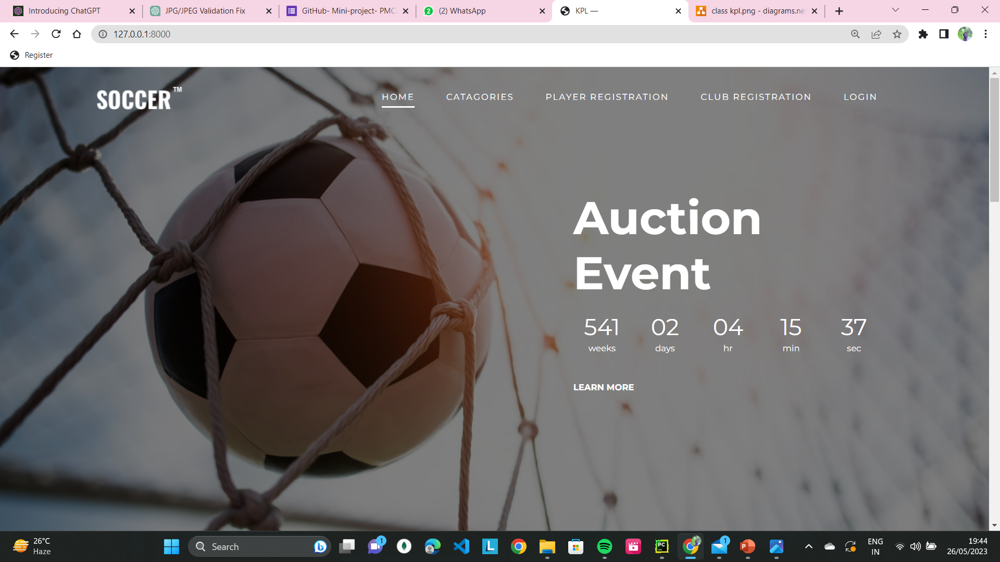 Introducing ChatGPT
JPG/JPEG Validation Fix
GitHub- Mini-project- PMC
(2) WhatsApp
KPL —
class kpl.png - diagrams.ne
127.0.0.1:8000
Register
SOCCER™
HOME
CATAGORIES
PLAYER REGISTRATION
CLUB REGISTRATION
LOGIN
Auction
Event
541 02 04 15 37
weeks days hr min sec
LEARN MORE
26°C
Haze
Search
1
1
ENG
IN
19:44
26/05/2023